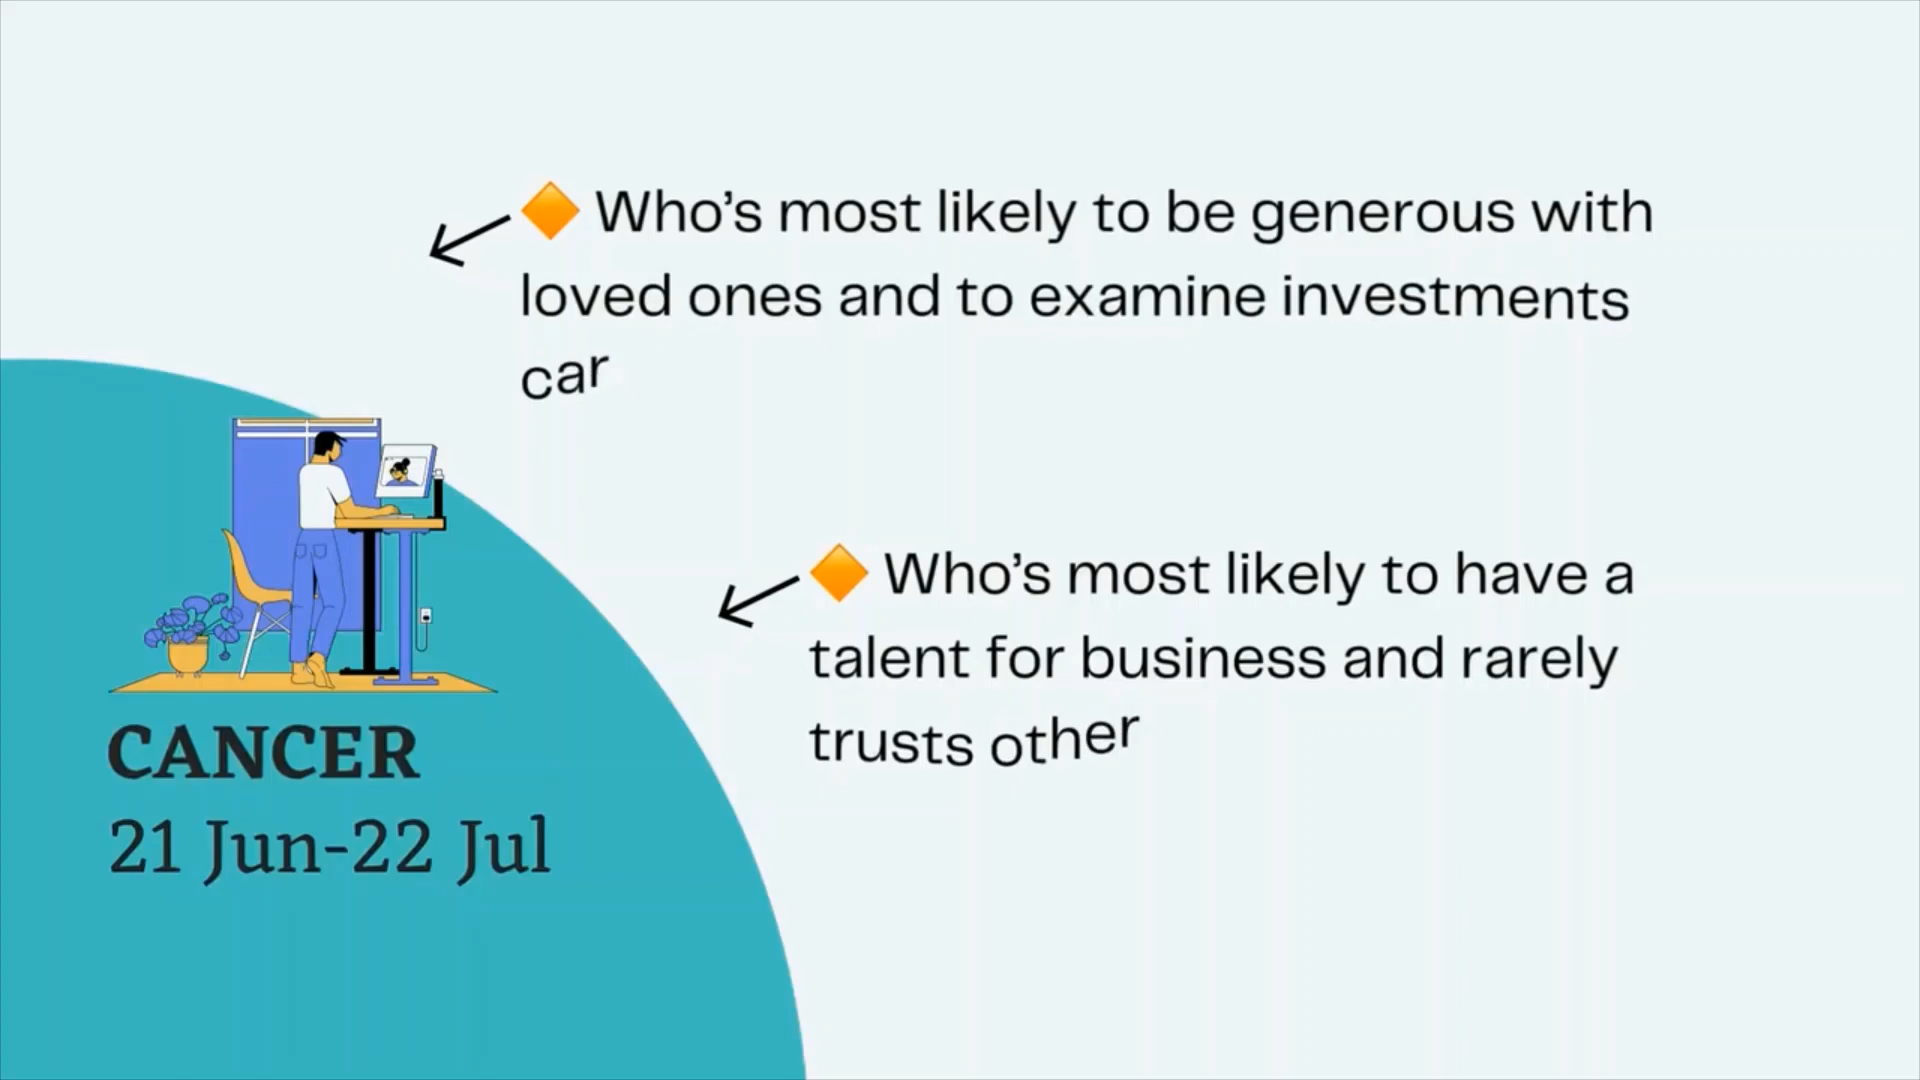 🔶 Who's most likely to be generous with
loved ones and to examine investments
car
🔶 Who's most likely to have a
talent for business and rarely
trusts other
CANCER
21 Jun-22 Jul